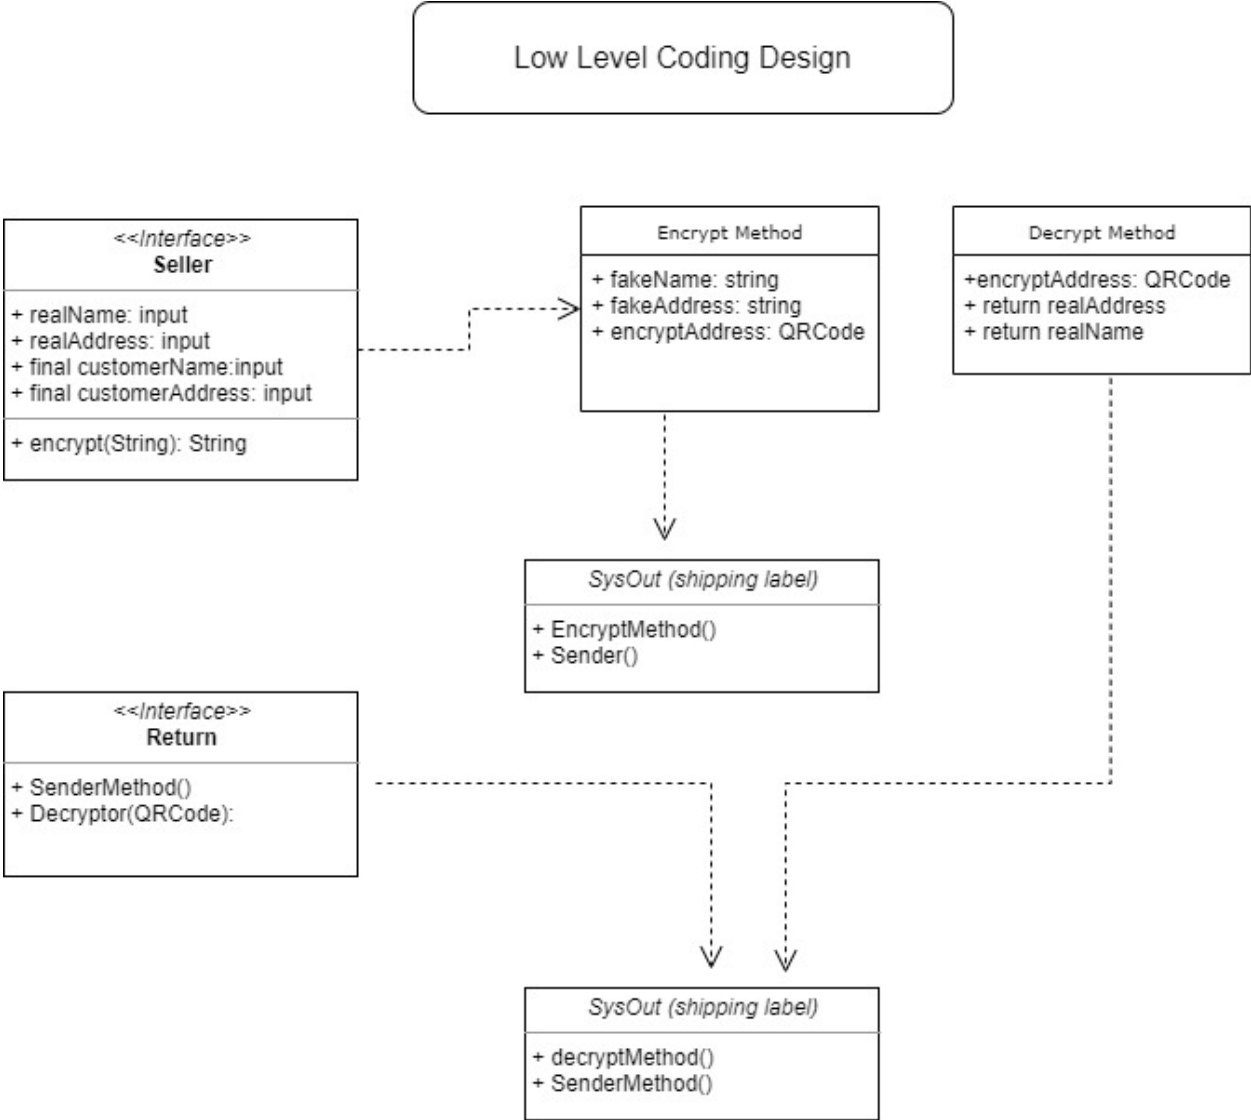 Low Level Coding Design
<<Interface>>
Seller
+ realName: input
+ realAddress: input
+ final customerName:input
+ final customerAddress: input
+ encrypt(String): String
Encrypt Method
+ fakeName: string
+ fakeAddress: string
+ encryptAddress: QRCode
Decrypt Method
+encryptAddress: QRCode
+ return realAddress
+ return realName
SysOut (shipping label)
+ EncryptMethod()
+ Sender()
<<Interface>>
Return
+ SenderMethod()
+ Decryptor(QRCode):
SysOut (shipping label)
+ decryptMethod()
+ SenderMethod()